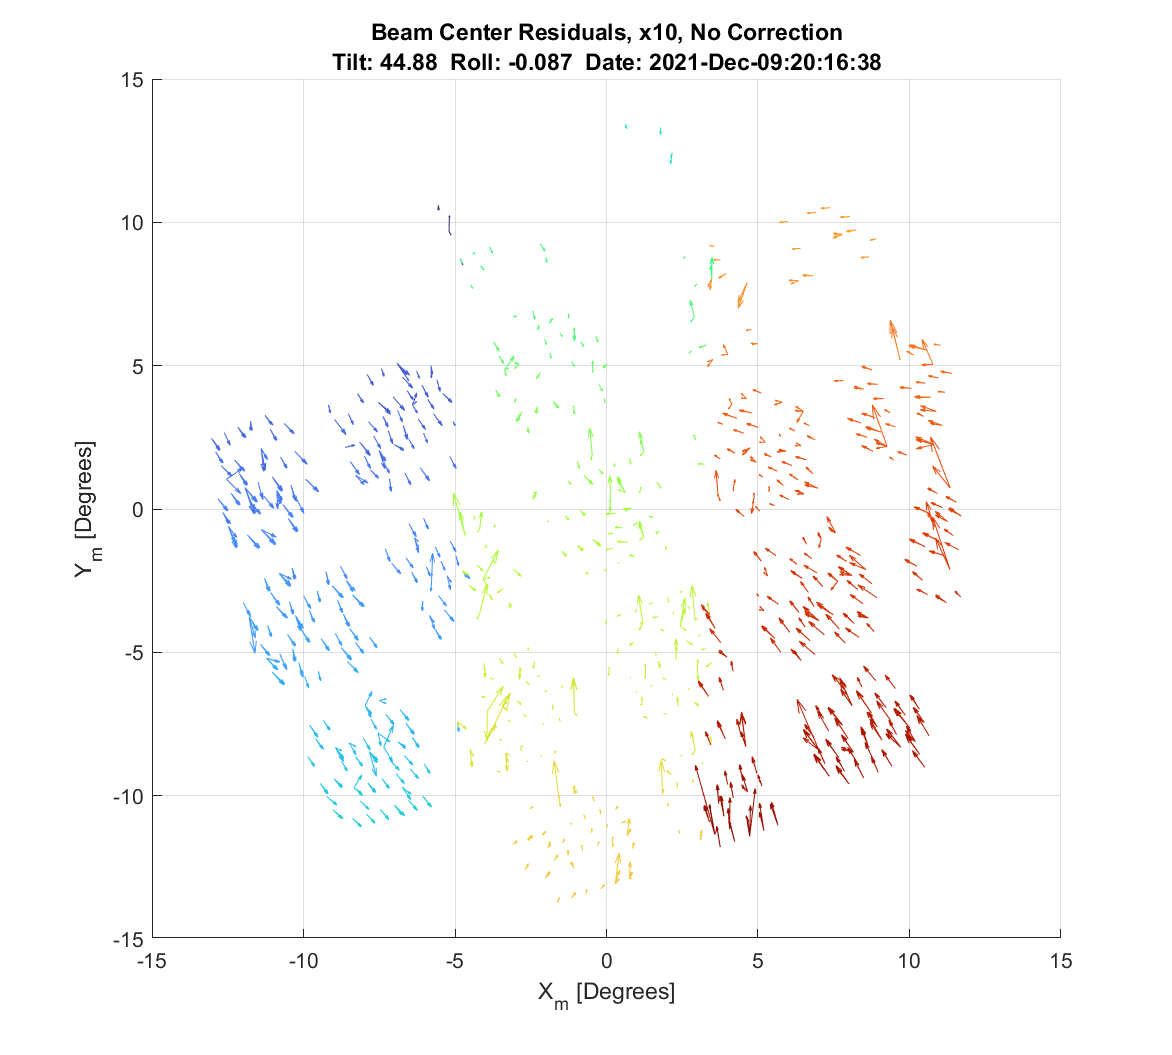 Beam Center Residuals, x10, No Correction
Tilt: 44.88  Roll: -0.087  Date: 2021-Dec-09:20:16:38
15
10
5
0
-5
-10
-15
Y_m [Degrees]
-15 -10 -5 0 5 10 15
X_m [Degrees]